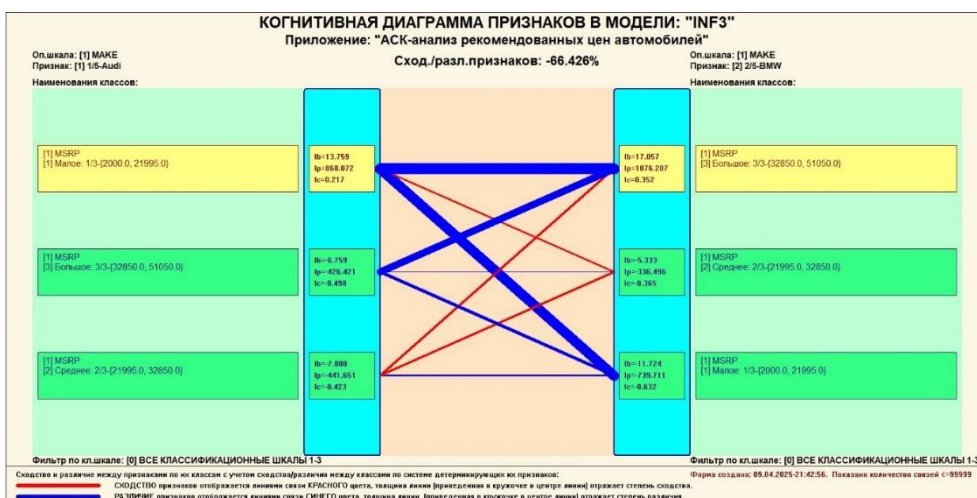 КОГНИТИВНАЯ ДИАГРАММА ПРИЗНАКОВ В МОДЕЛИ: "INF3"
Приложение: "АСК-анализ рекомендованных цен автомобилей"
Сход./разл.признаков: -66.426%
Оп.шкала: [1] MAKE
Признак: [1] 1/5-Audi
Наименования классов:
Оп.шкала: [1] MAKE
Признак: [2] 2/5-BMW
Наименования классов:
[1] MSRP
[1] Малое: 1/3-{2000.0, 21995.0}
Ib=13.759
Ip=868.072
Ic=0.217
Ib=17.057
Ip=1076.207
Ic=0.352
[1] MSRP
[3] Большое: 3/3-{32850.0, 51050.0}
[1] MSRP
[3] Большое: 3/3-{32850.0, 51050.0}
Ib=-6.759
Ip=-426.421
Ic=-0.498
Ib=-5.333
Ip=-336.496
Ic=-0.365
[1] MSRP
[2] Среднее: 2/3-{21995.0, 32850.0}
[1] MSRP
[2] Среднее: 2/3-{21995.0, 32850.0}
Ib=-7.000
Ip=-441.651
Ic=-0.423
Ib=-11.724
Ip=-739.711
Ic=-0.632
[1] MSRP
[1] Малое: 1/3-{2000.0, 21995.0}
Фильтр по кл.шкале: [0] ВСЕ КЛАССИФИКАЦИОННЫЕ ШКАЛЫ 1-3
Фильтр по кл.шкале: [0] ВСЕ КЛАССИФИКАЦИОННЫЕ ШКАЛЫ 1-3
Сходство и различие между признаками по их классам с учетом сходства/различия между классами по системе детерминирующих их признаков:
Форма создана: 09.04.2025-21:42:56. Показано количество связей <=99999
СХОДСТВО признаков отображается линиями связи КРАСНОГО цвета, толщина линии (приведенная в кружочке в центре линии) отражает степень сходства.
РАЗЛИЧИЕ признаков отображается линиями связи СИНЕГО цвета, толщина линии (приведенная в кружочке в центре линии) отражает степень различия.